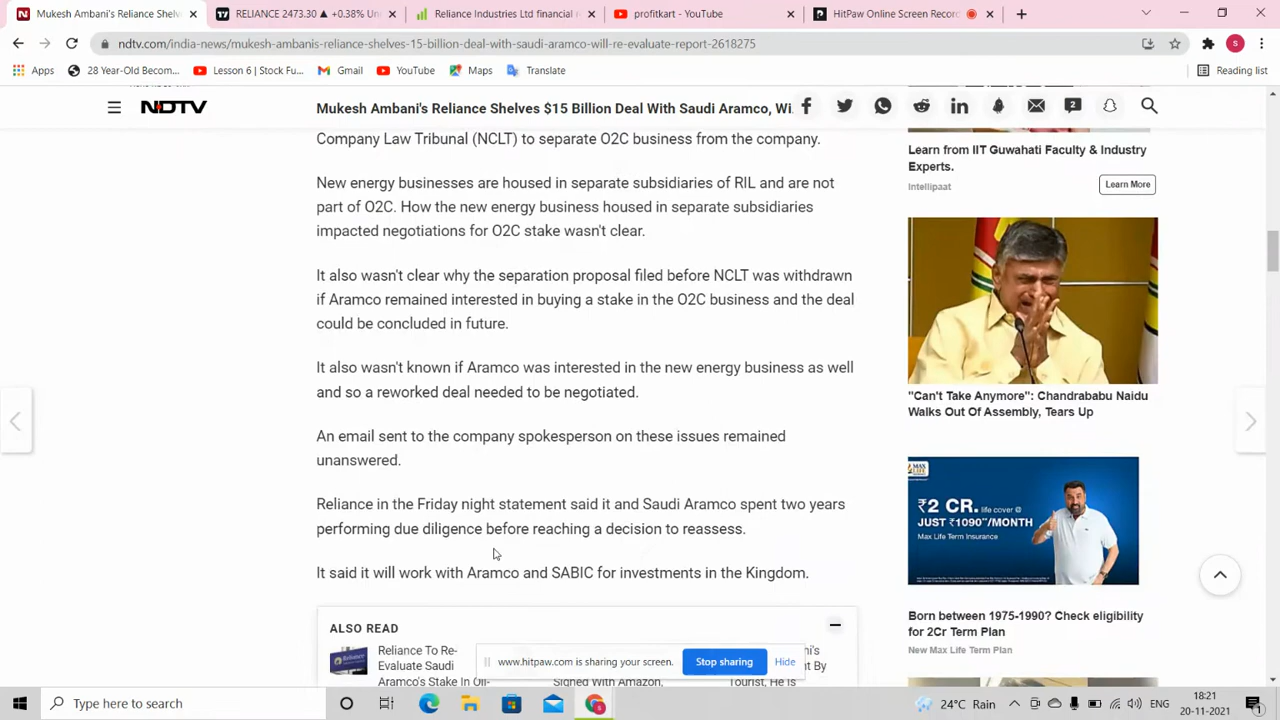 Mukesh Ambani's Reliance Shelves
RELIANCE 2473.30 ▲ +0.38% Un
Reliance Industries Ltd financial r
profitkart - YouTube
HitPaw Online Screen Record
ndtv.com/india-news/mukesh-ambanis-reliance-shelves-15-billion-deal-with-saudi-aramco-will-re-evaluate-report-2618275
Apps
28 Year-Old Becom...
Lesson 6 | Stock Fu...
Gmail
YouTube
Maps
Translate
Reading list
NDTV
Mukesh Ambani's Reliance Shelves $15 Billion Deal With Saudi Aramco, Wi
2
Company Law Tribunal (NCLT) to separate O2C business from the company.
New energy businesses are housed in separate subsidiaries of RIL and are not
part of O2C. How the new energy business housed in separate subsidiaries
impacted negotiations for O2C stake wasn't clear.
It also wasn't clear why the separation proposal filed before NCLT was withdrawn
if Aramco remained interested in buying a stake in the O2C business and the deal
could be concluded in future.
It also wasn't known if Aramco was interested in the new energy business as well
and so a reworked deal needed to be negotiated.
An email sent to the company spokesperson on these issues remained
unanswered.
Reliance in the Friday night statement said it and Saudi Aramco spent two years
performing due diligence before reaching a decision to reassess.
It said it will work with Aramco and SABIC for investments in the Kingdom.
ALSO READ
Reliance To Re-
Evaluate Saudi
Aramco's Stake In Oil-
Signed With Amazon,
Tourist, He Is
Learn from IIT Guwahati Faculty & Industry
Experts.
Intellipaat
Learn More
"Can't Take Anymore": Chandrababu Naidu
Walks Out Of Assembly, Tears Up
MAX LIFE
₹2 CR. life cover @
JUST ₹1090*/MONTH
Max Life Term Insurance
Born between 1975-1990? Check eligibility
for 2Cr Term Plan
New Max Life Term Plan
www.hitpaw.com is sharing your screen.
Stop sharing
Hide
Type here to search
24°C Rain
ENG
18:21
20-11-2021
1